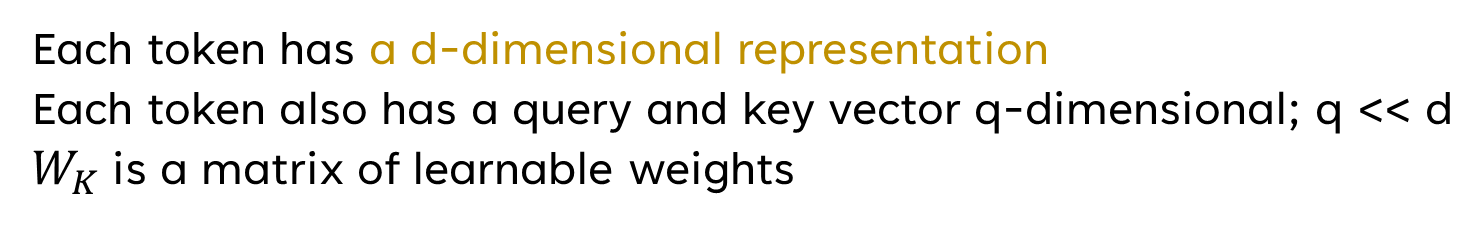 Each token has a d-dimensional representation
Each token also has a query and key vector q-dimensional; q << d
W_K is a matrix of learnable weights